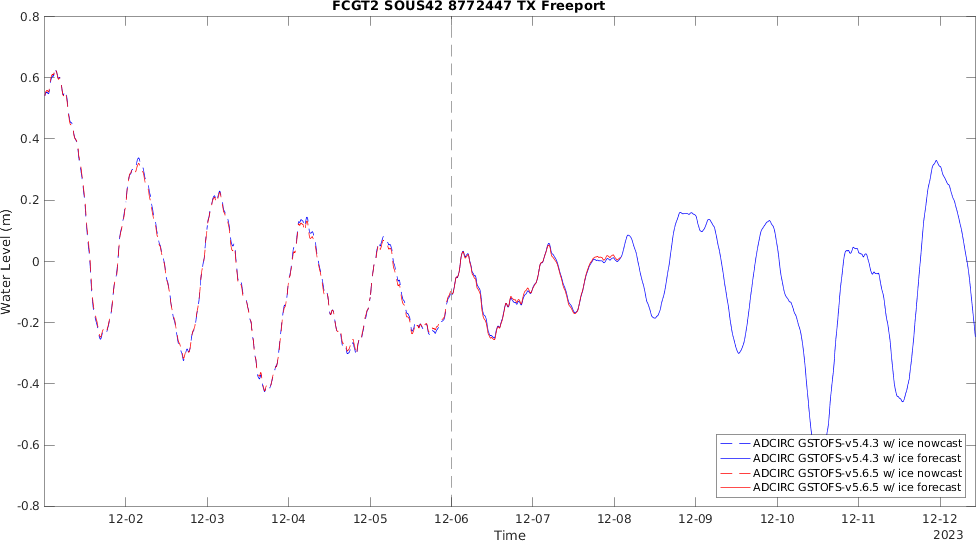 FCGT2 SOUS42 8772447 TX Freeport
0.8
0.6
0.4
0.2
0
-0.2
-0.4
-0.6
-0.8
Water Level (m)
12-02 12-03 12-04 12-05 12-06 12-07 12-08 12-09 12-10 12-11 12-12
Time
2023
ADCIRC GSTOFS-v5.4.3 w/ ice nowcast
ADCIRC GSTOFS-v5.4.3 w/ ice forecast
ADCIRC GSTOFS-v5.6.5 w/ ice nowcast
ADCIRC GSTOFS-v5.6.5 w/ ice forecast